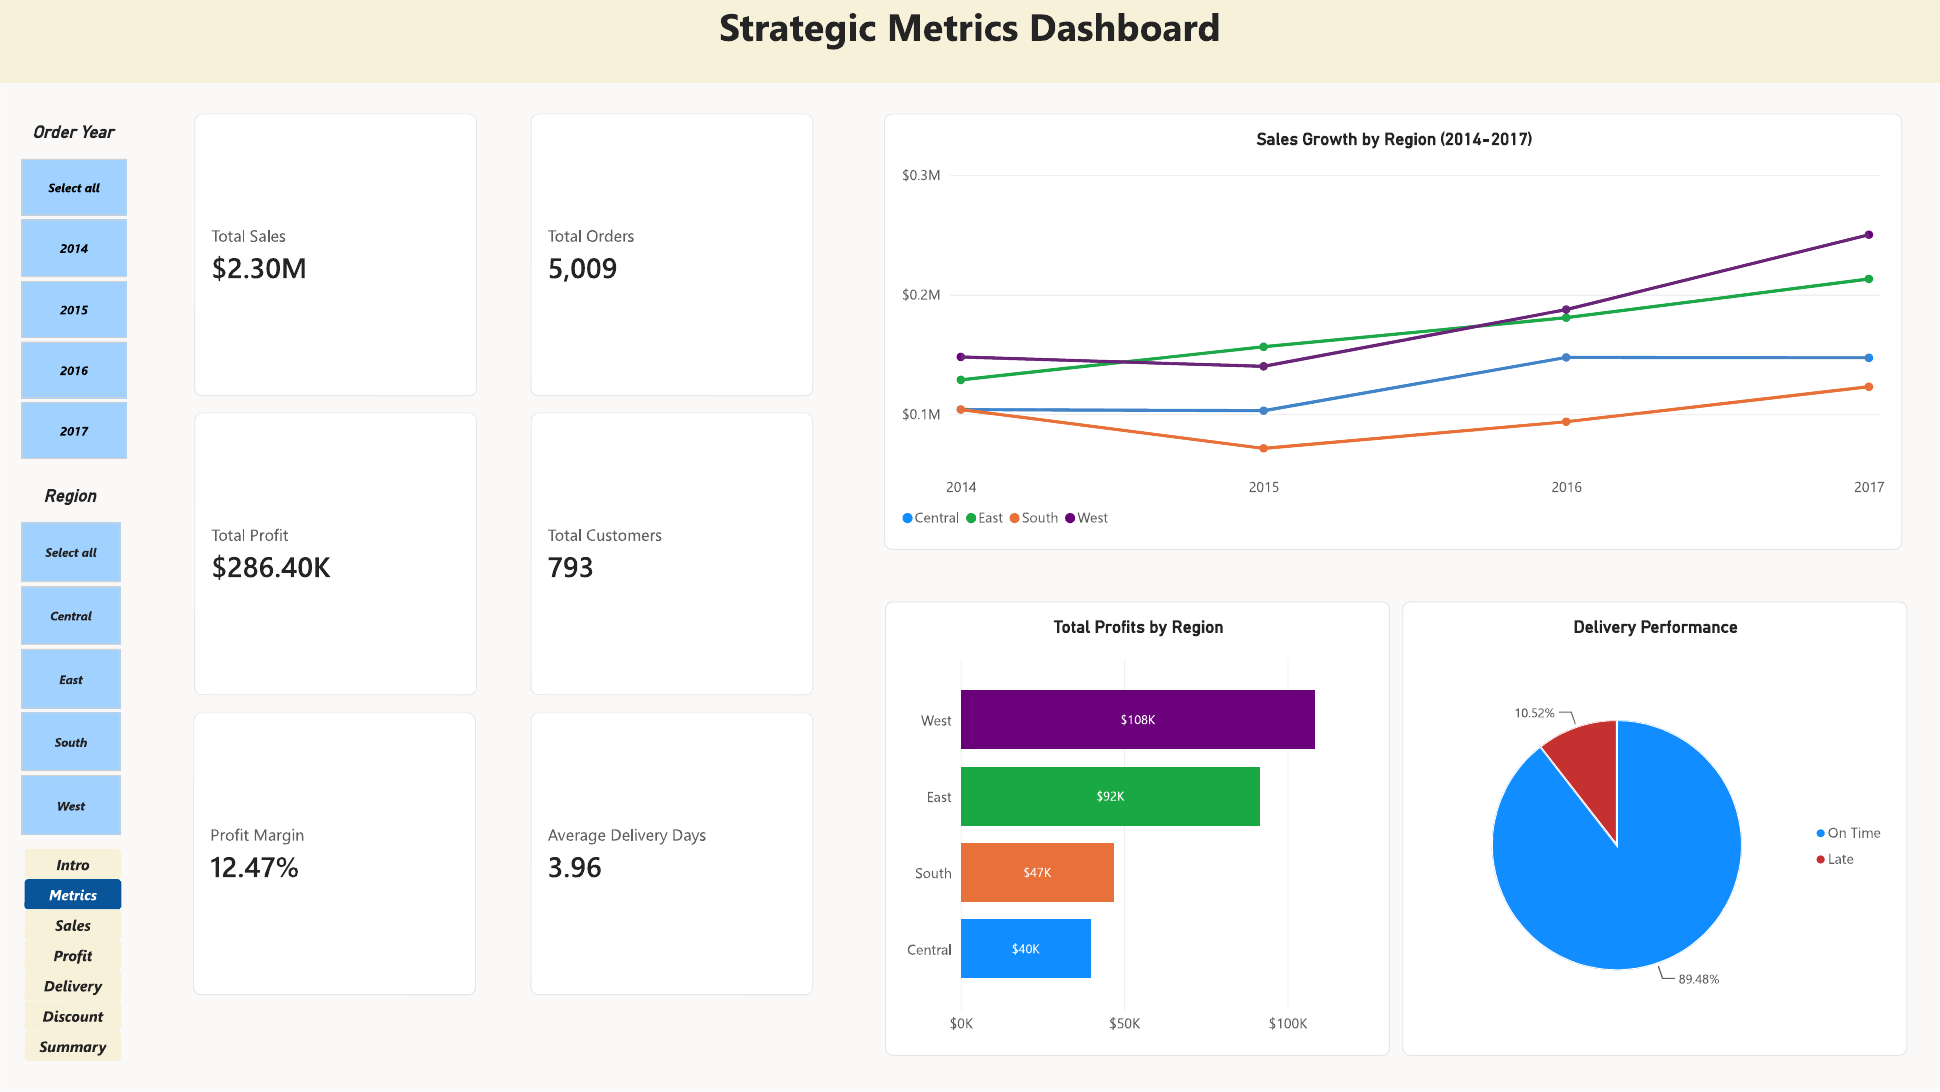 Strategic Metrics Dashboard
Order Year
Select all
2014
2015
2016
2017
Region
Select all
Central
East
South
West
Intro
Metrics
Sales
Profit
Delivery
Discount
Summary
Total Sales
$2.30M
Total Orders
5,009
Total Profit
$286.40K
Total Customers
793
Profit Margin
12.47%
Average Delivery Days
3.96
Sales Growth by Region (2014-2017)
$0.3M
$0.2M
$0.1M
2014 2015 2016 2017
Central East South West
Total Profits by Region
West $108K
East $92K
South $47K
Central $40K
$0K $50K $100K
Delivery Performance
10.52%
89.48%
On Time
Late